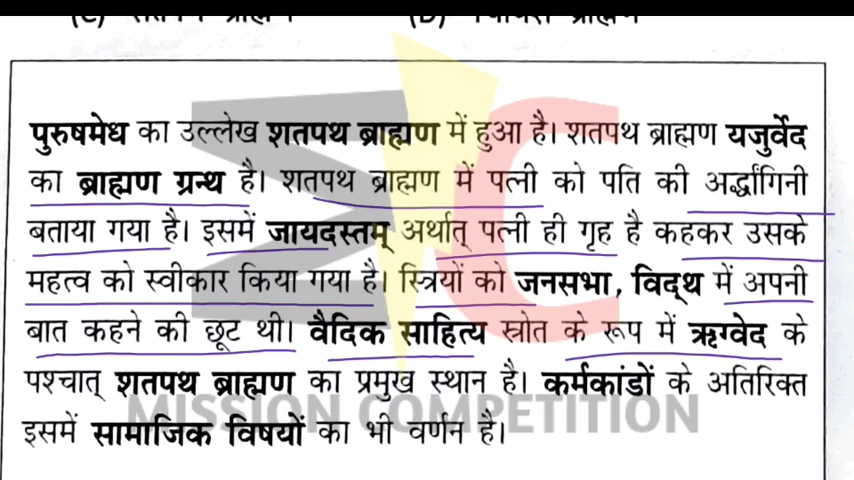 पुरुषमेध का उल्लेख शतपथ ब्राह्मण में हुआ है। शतपथ ब्राह्मण यजुर्वेद
का ब्राह्मण ग्रन्थ है। शतपथ ब्राह्मण में पत्नी को पति की अर्द्धांगिनी
बताया गया है। इसमें जायदस्तम् अर्थात् पत्नी ही गृह है कहकर उसके
महत्व को स्वीकार किया गया है। स्त्रियों को जनसभा, विद्थ में अपनी
बात कहने की छूट थी। वैदिक साहित्य स्रोत के रूप में ऋग्वेद के
पश्चात् शतपथ ब्राह्मण का प्रमुख स्थान है। कर्मकांडों के अतिरिक्त
MISSION COMPETITION
इसमें सामाजिक विषयों का भी वर्णन है।